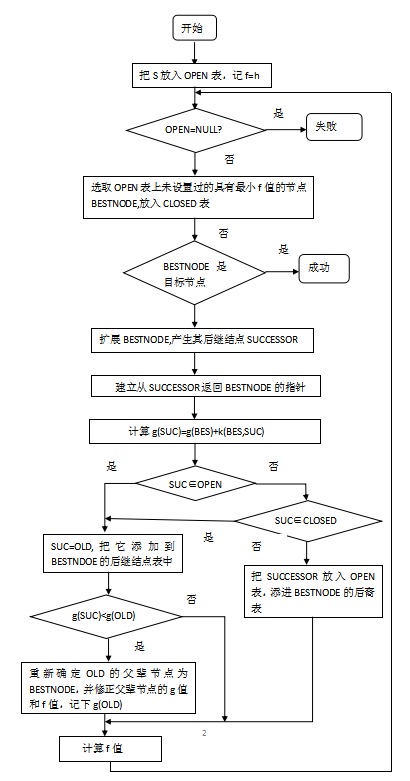 开始
把 S 放入 OPEN 表，记 f=h
OPEN=NULL?
是
失败
否
选取 OPEN 表上未设置过的具有最小 f 值的节点
BESTNODE,放入 CLOSED 表
否
BESTNODE 是
目标节点
是
成功
扩展 BESTNODE,产生其后继结点 SUCCESSOR
建立从 SUCCESSOR 返回 BESTNODE 的指针
计算 g(SUC)=g(BES)+k(BES,SUC)
是
SUC∈OPEN
否
SUC∈CLOSED
是
否
SUC=OLD, 把它添加到
BESTNDOE 的后继结点表中
把 SUCCESSOR 放入 OPEN
表，添进 BESTNODE 的后裔
表
g(SUC)<g(OLD)
否
是
重新确定 OLD 的父辈节点为
BESTNODE，并修正父辈节点的 g 值
和 f 值，记下 g(OLD)
2
计算 f 值